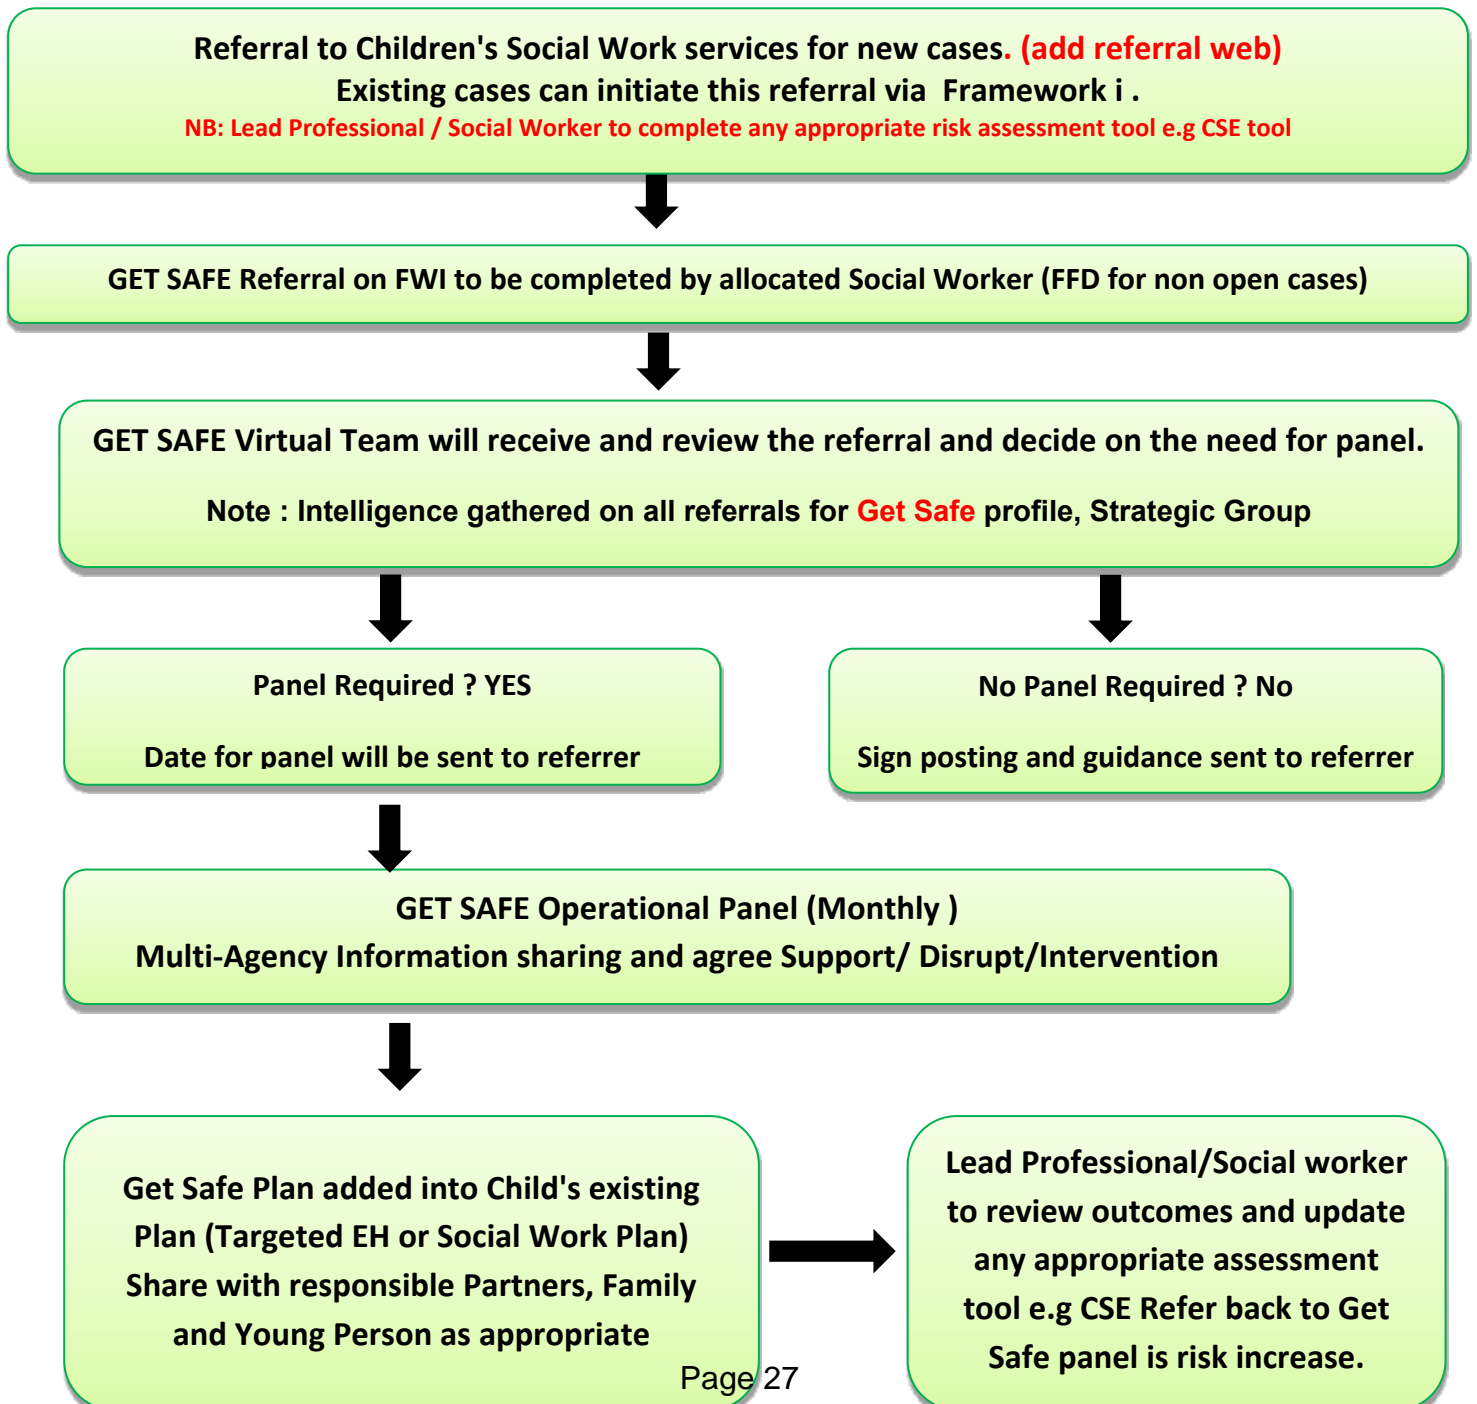 Referral to Children's Social Work services for new cases. (add referral web)
Existing cases can initiate this referral via Framework i .
NB: Lead Professional / Social Worker to complete any appropriate risk assessment tool e.g CSE tool
GET SAFE Referral on FWI to be completed by allocated Social Worker (FFD for non open cases)
GET SAFE Virtual Team will receive and review the referral and decide on the need for panel.
Note : Intelligence gathered on all referrals for Get Safe profile, Strategic Group
Panel Required ? YES
Date for panel will be sent to referrer
No Panel Required ? No
Sign posting and guidance sent to referrer
GET SAFE Operational Panel (Monthly )
Multi-Agency Information sharing and agree Support/ Disrupt/Intervention
Get Safe Plan added into Child's existing
Plan (Targeted EH or Social Work Plan)
Share with responsible Partners, Family
and Young Person as appropriate
Lead Professional/Social worker
to review outcomes and update
any appropriate assessment
tool e.g CSE Refer back to Get
Safe panel is risk increase.
Page 27